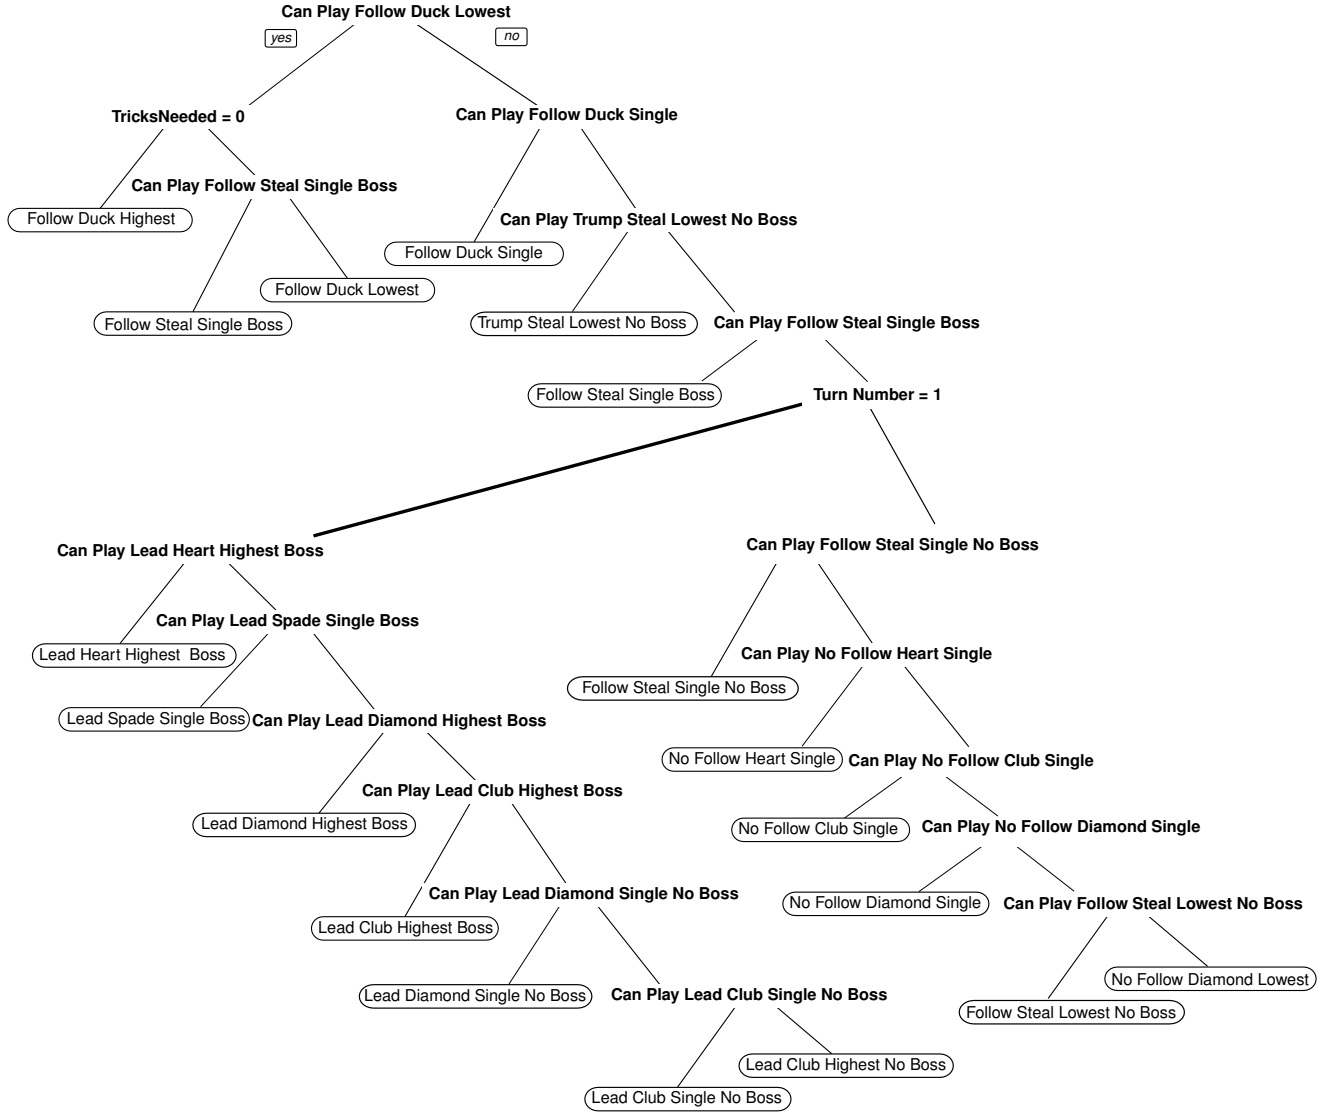 Can Play Follow Duck Lowest
yes
no
TricksNeeded = 0
Can Play Follow Duck Single
Can Play Follow Steal Single Boss
Follow Duck Highest
Can Play Trump Steal Lowest No Boss
Follow Duck Single
Follow Duck Lowest
Follow Steal Single Boss
Trump Steal Lowest No Boss
Can Play Follow Steal Single Boss
Follow Steal Single Boss
Turn Number = 1
Can Play Lead Heart Highest Boss
Can Play Follow Steal Single No Boss
Can Play Lead Spade Single Boss
Lead Heart Highest Boss
Can Play No Follow Heart Single
Follow Steal Single No Boss
Lead Spade Single Boss
Can Play Lead Diamond Highest Boss
No Follow Heart Single
Can Play No Follow Club Single
Can Play Lead Club Highest Boss
Lead Diamond Highest Boss
No Follow Club Single
Can Play No Follow Diamond Single
Can Play Lead Diamond Single No Boss
No Follow Diamond Single
Can Play Follow Steal Lowest No Boss
Lead Club Highest Boss
No Follow Diamond Lowest
Lead Diamond Single No Boss
Can Play Lead Club Single No Boss
Follow Steal Lowest No Boss
Lead Club Highest No Boss
Lead Club Single No Boss